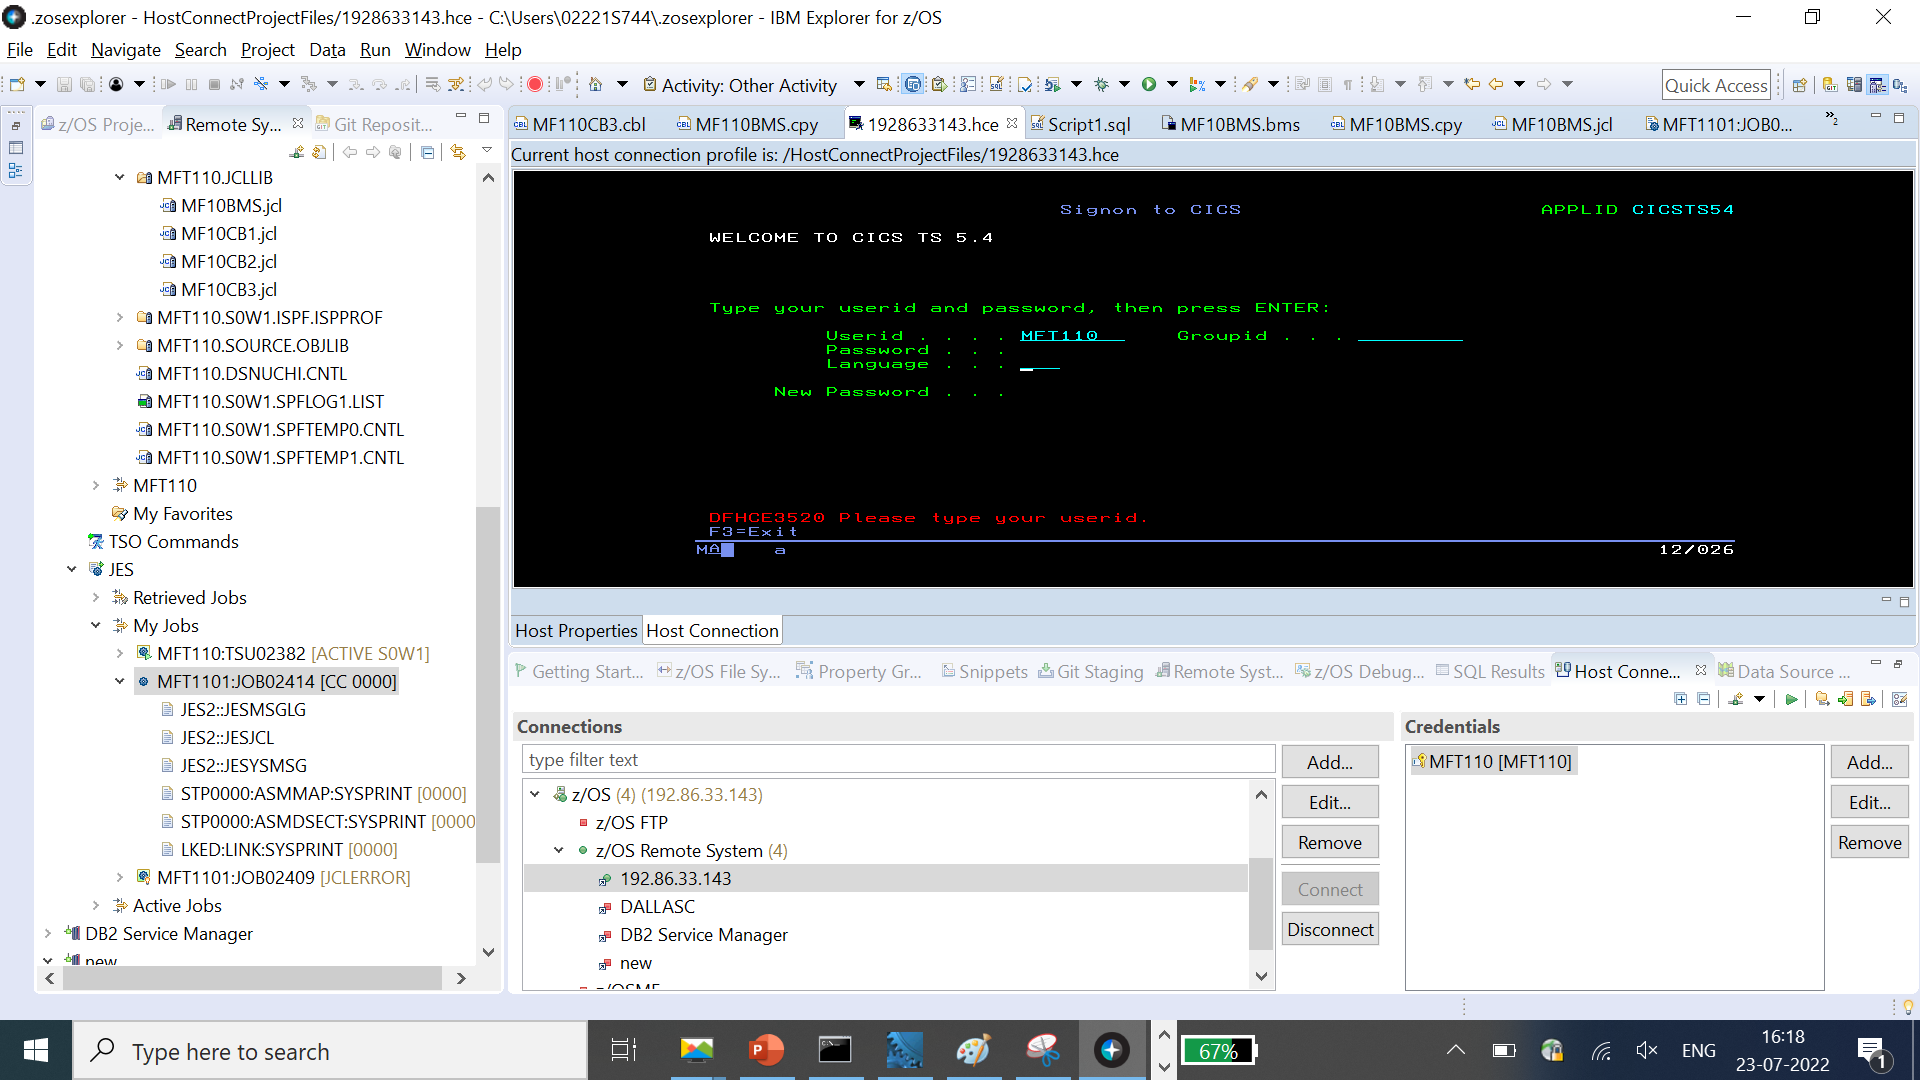 .zosexplorer - HostConnectProjectFiles/1928633143.hce - C:\Users\02221S744\.zosexplorer - IBM Explorer for z/OS
File Edit Navigate Search Project Data Run Window Help
Activity: Other Activity
Quick Access
z/OS Proje...
Remote Sy...
Git Reposit...
MFT110.JCLLIB
MF10BMS.jcl
MF10CB1.jcl
MF10CB2.jcl
MF10CB3.jcl
MFT110.S0W1.ISPF.ISPPROF
MFT110.SOURCE.OBJLIB
MFT110.DSNUCHI.CNTL
MFT110.S0W1.SPFLOG1.LIST
MFT110.S0W1.SPFTEMP0.CNTL
MFT110.S0W1.SPFTEMP1.CNTL
MFT110
My Favorites
TSO Commands
JES
Retrieved Jobs
My Jobs
MFT110:TSU02382 [ACTIVE S0W1]
MFT1101:JOB02414 [CC 0000]
JES2::JESMSGLG
JES2::JESJCL
JES2::JESYSMSG
STP0000:ASMMAP:SYSPRINT [0000]
STP0000:ASMDSECT:SYSPRINT [0000
LKED:LINK:SYSPRINT [0000]
MFT1101:JOB02409 [JCLERROR]
Active Jobs
DB2 Service Manager
new
MF110CB3.cbl
MF110BMS.cpy
1928633143.hce
Script1.sql
MF10BMS.bms
MF10BMS.cpy
MF10BMS.jcl
MFT1101:JOB0...
»2
Current host connection profile is: /HostConnectProjectFiles/1928633143.hce
Signon to CICS APPLID CICSTS54
WELCOME TO CICS TS 5.4
Type your userid and password, then press ENTER:
Userid . . . . MFT110 Groupid . . .
Password . . .
Language . . .
New Password . . .
DFHCE3520 Please type your userid.
F3=Exit
MA a 12/026
Host Properties
Host Connection
Getting Start...
z/OS File Sy...
Property Gr...
Snippets
Git Staging
Remote Syst...
z/OS Debug...
SQL Results
Host Conne...
Data Source ...
Connections
type filter text
z/OS (4) (192.86.33.143)
z/OS FTP
z/OS Remote System (4)
192.86.33.143
DALLASC
DB2 Service Manager
new
z/OSMF
Add...
Edit...
Remove
Connect
Disconnect
Credentials
MFT110 [MFT110]
Add...
Edit...
Remove
Type here to search
67%
ENG
16:18
23-07-2022
1